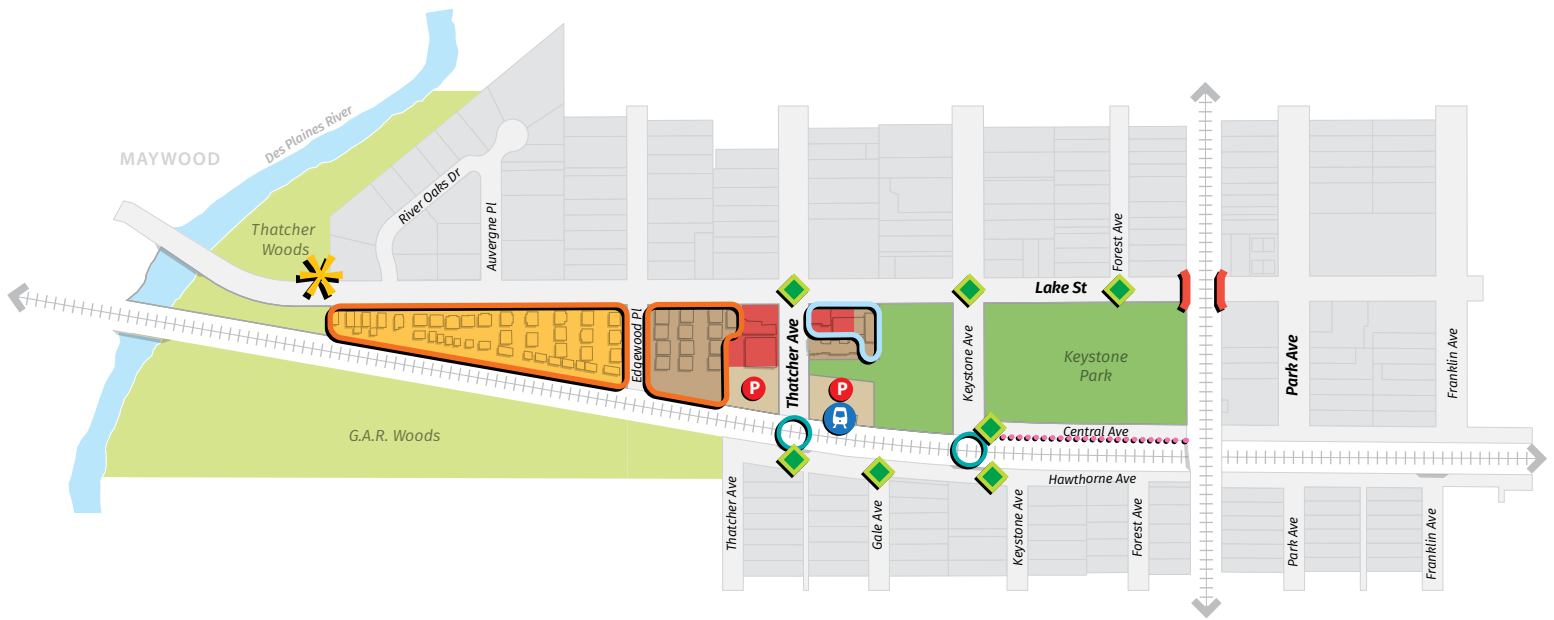 Des Plaines River
MAYWOOD
River Oaks Dr
Thatcher
Woods
Auvergne Pl
Forest Ave
Lake St
Edgewood Pl
Thatcher Ave
Keystone Ave
Keystone
Park
Park Ave
Franklin Ave
P
P
G.A.R. Woods
Central Ave
Hawthorne Ave
Thatcher Ave
Gale Ave
Keystone Ave
Forest Ave
Park Ave
Franklin Ave